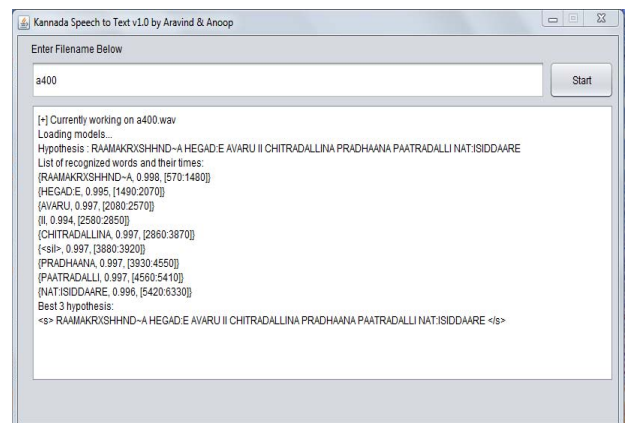 Kannada Speech to Text v1.0 by Aravind & Anoop
Enter Filename Below
a400
Start
[+] Currently working on a400.wav
Loading models...
Hypothesis : RAAMAKRXSHHND~A HEGAD:E AVARU II CHITRADALLINA PRADHAANA PAATRADALLI NAT:ISIDDAARE
List of recognized words and their times:
{RAAMAKRXSHHND~A, 0.998, [570:1480]}
{HEGAD:E, 0.995, [1490:2070]}
{AVARU, 0.997, [2080:2570]}
{II, 0.994, [2580:2850]}
{CHITRADALLINA, 0.997, [2860:3870]}
{<sil>, 0.997, [3880:3920]}
{PRADHAANA, 0.997, [3930:4550]}
{PAATRADALLI, 0.997, [4560:5410]}
{NAT:ISIDDAARE, 0.996, [5420:6330]}
Best 3 hypothesis:
<s> RAAMAKRXSHHND~A HEGAD:E AVARU II CHITRADALLINA PRADHAANA PAATRADALLI NAT:ISIDDAARE </s>